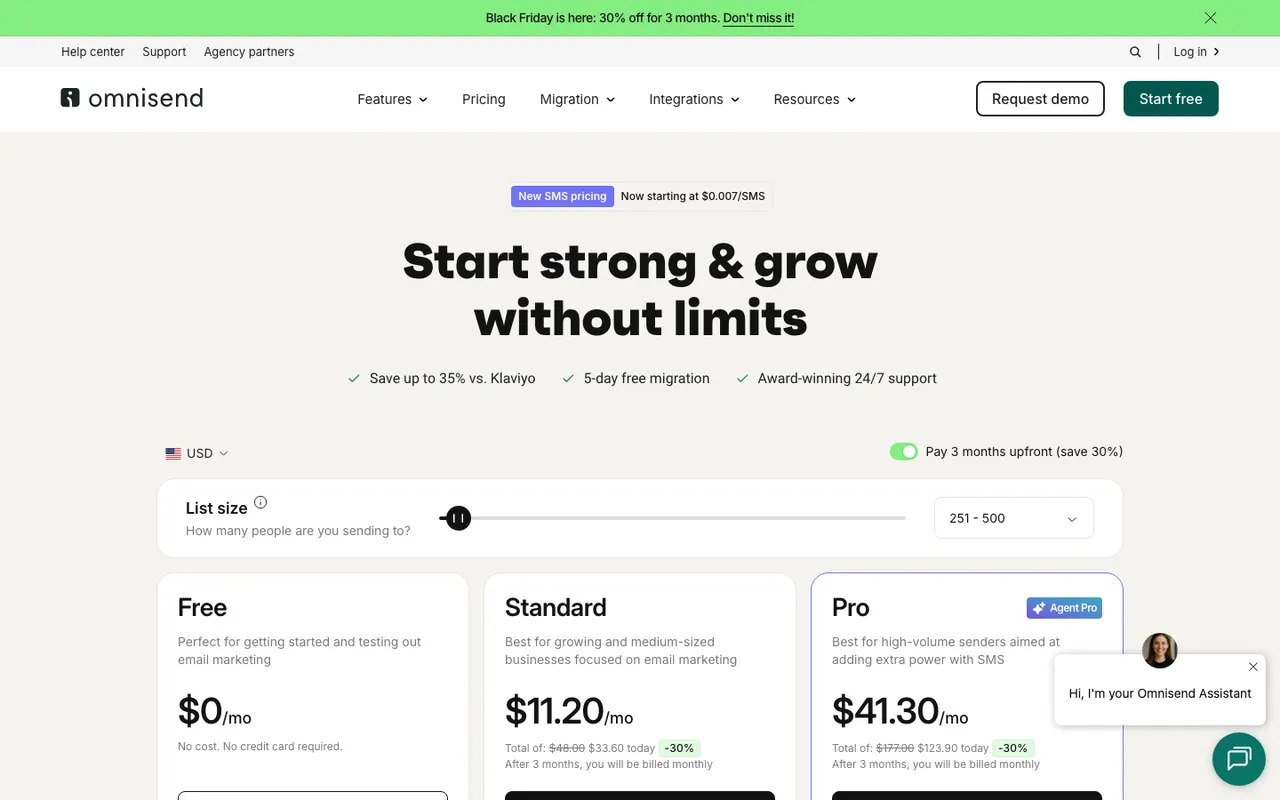 Black Friday is here: 30% off for 3 months. Don't miss it!
Help center Support Agency partners Log in
omnisend Features Pricing Migration Integrations Resources Request demo Start free
New SMS pricing Now starting at $0.007/SMS
Start strong & grow
without limits
Save up to 35% vs. Klaviyo 5-day free migration Award-winning 24/7 support
USD Pay 3 months upfront (save 30%)
List size
How many people are you sending to?
251 - 500
Free
Perfect for getting started and testing out
email marketing
$0/mo
No cost. No credit card required.
Standard
Best for growing and medium-sized
businesses focused on email marketing
$11.20/mo
Total of: $48.00 $33.60 today -30%
After 3 months, you will be billed monthly
Pro Agent Pro
Best for high-volume senders aimed at
adding extra power with SMS
$41.30/mo
Total of: $177.00 $123.90 today -30%
After 3 months, you will be billed monthly
Hi, I'm your Omnisend Assistant